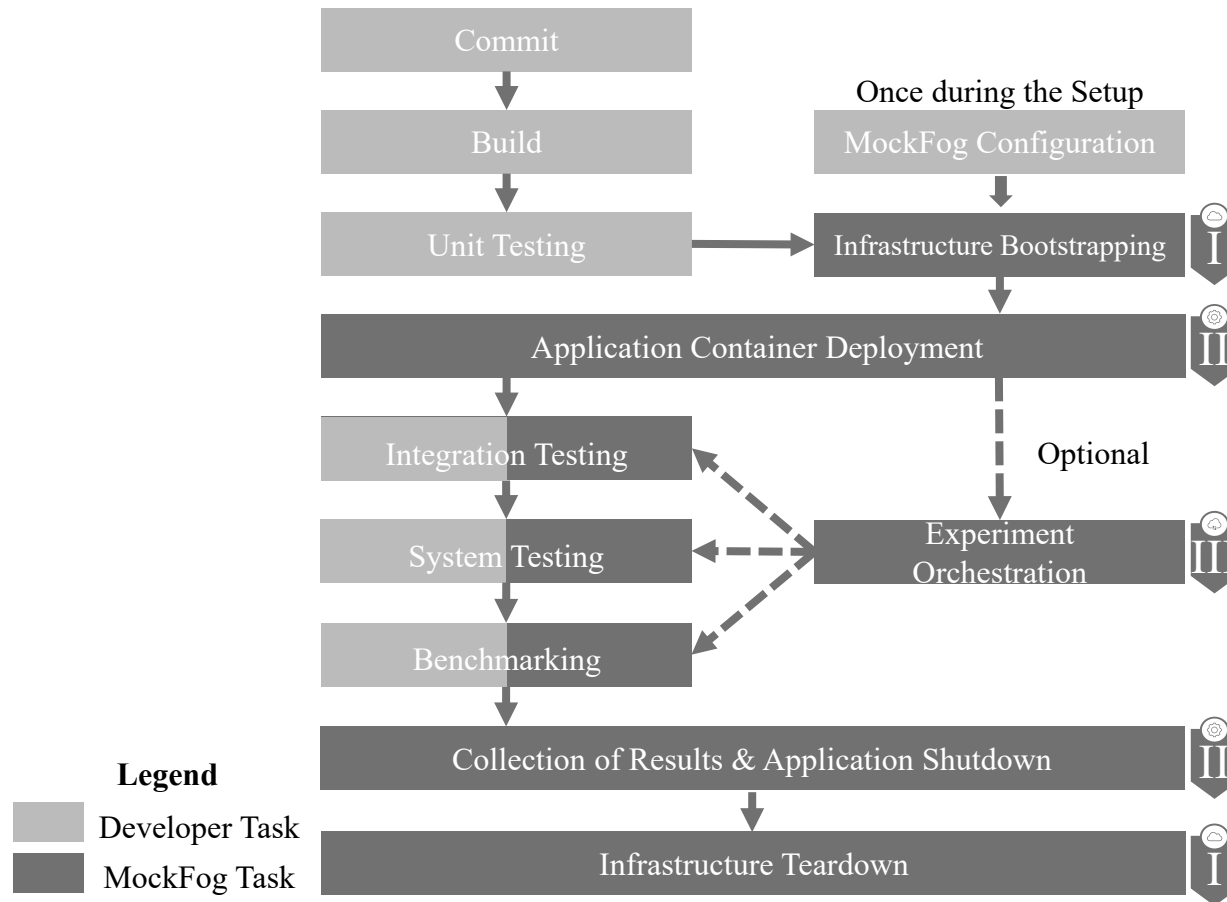 Commit
Once during the Setup
Build
MockFog Configuration
Unit Testing
Infrastructure Bootstrapping
I
Application Container Deployment
II
Integration Testing
Optional
System Testing
Experiment
Orchestration
III
Benchmarking
Collection of Results & Application Shutdown
II
Legend
Developer Task
MockFog Task
Infrastructure Teardown
I